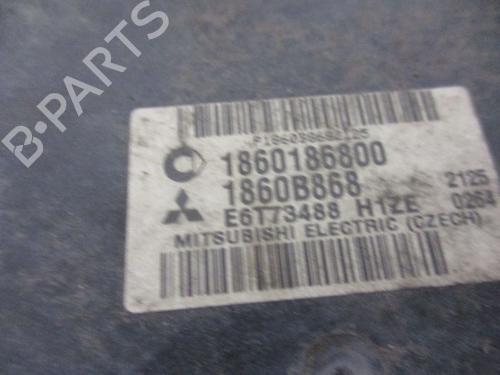 B-PARTS
1860186800
1860B868 2125
E6T73488 H1ZE 0264
MITSUBISHI ELECTRIC (CZECH)